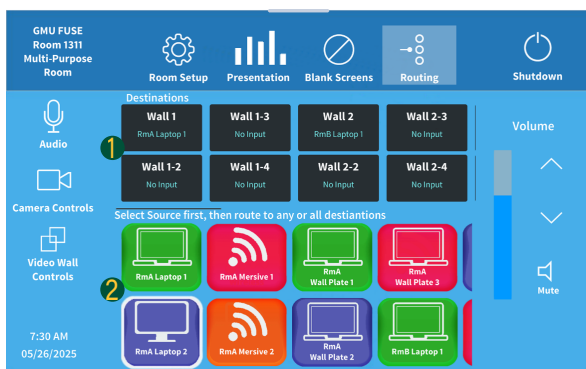 GMU FUSE
Room 1311
Multi-Purpose
Room
Room Setup
Presentation
Blank Screens
Routing
Shutdown
Audio
Camera Controls
Video Wall
Controls
7:30 AM
05/26/2025
Destinations
1
Wall 1
RmA Laptop 1
Wall 1-3
No Input
Wall 2
RmB Laptop 1
Wall 2-3
No Input
Wall 1-2
No Input
Wall 1-4
No Input
Wall 2-2
No Input
Wall 2-4
No Input
Select Source first, then route to any or all destiantions
2
RmA Laptop 1
RmA Mersive 1
RmA
Wall Plate 1
RmA
Wall Plate 3
RmA Laptop 2
RmA Mersive 2
RmA
Wall Plate 2
RmB Laptop 1
Volume
Mute